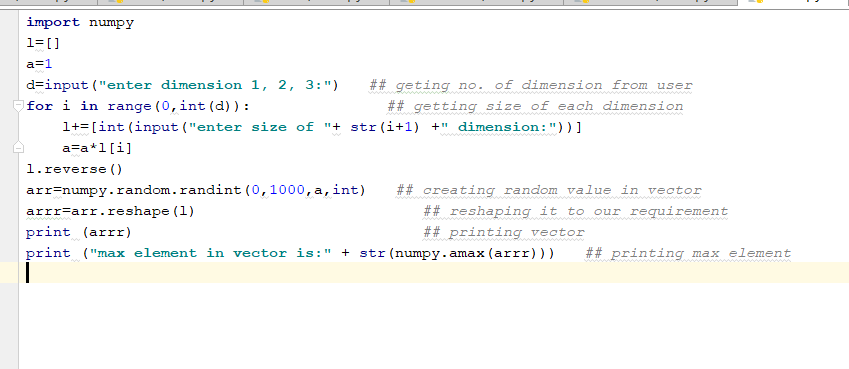 import numpy
l=[]
a=1
d=input("enter dimension 1, 2, 3:")   ## geting no. of dimension from user
for i in range(0,int(d)):               ## getting size of each dimension
    l+=[int(input("enter size of "+ str(i+1) +" dimension:"))]
    a=a*l[i]
l.reverse()
arr=numpy.random.randint(0,1000,a,int)   ## creating random value in vector
arrr=arr.reshape(l)                         ## reshaping it to our requirement
print (arrr)                                ## printing vector
print ("max element in vector is:" + str(numpy.amax(arrr)))   ## printing max element